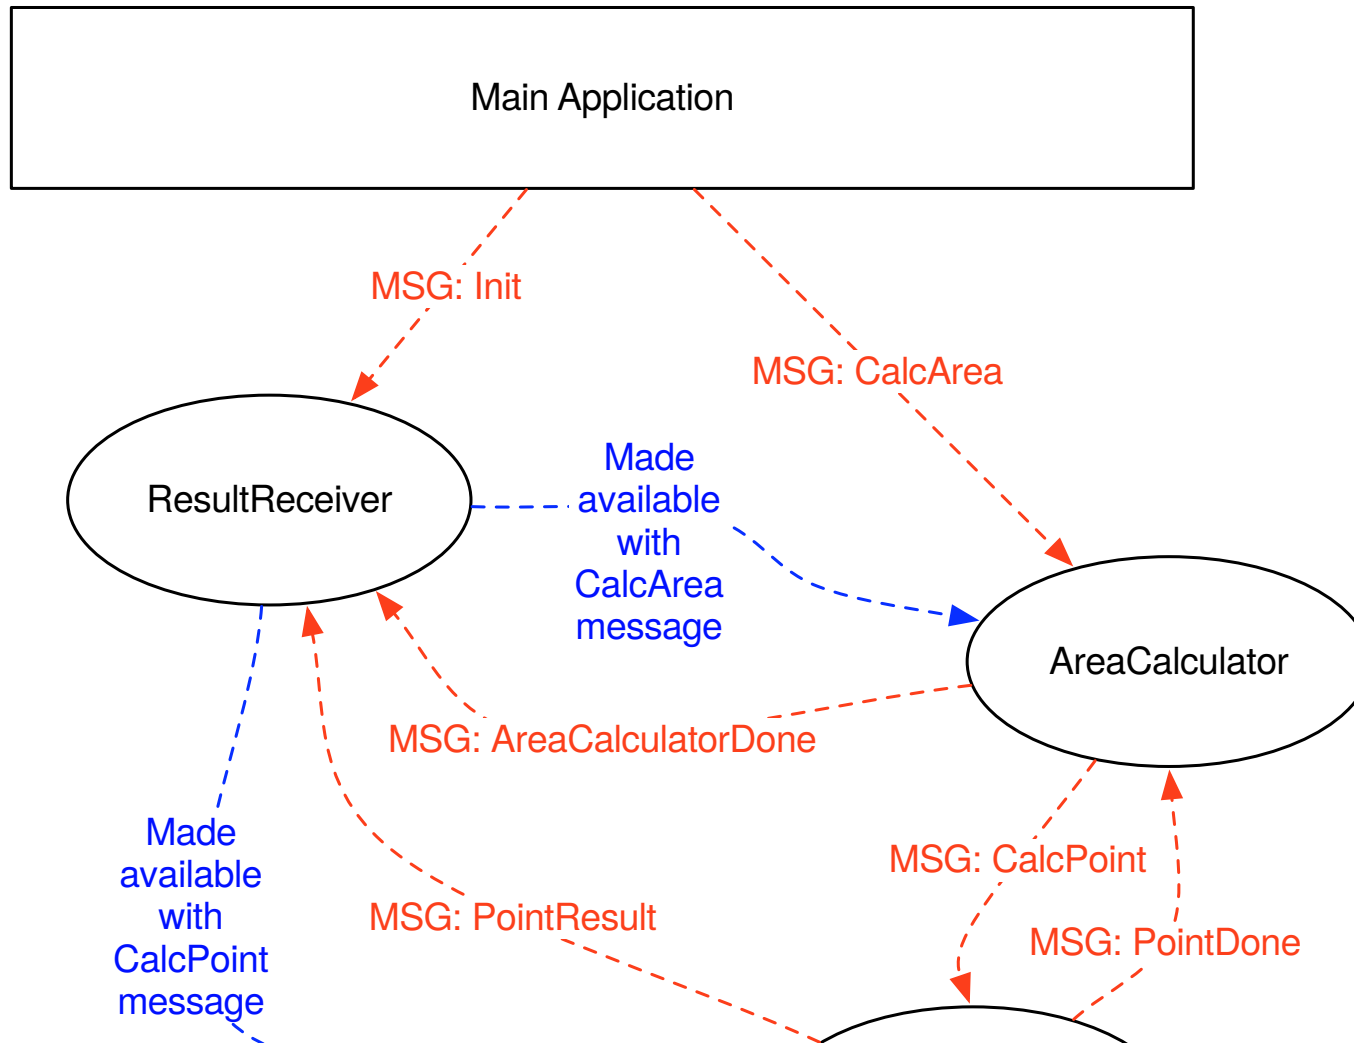 Main Application
MSG: Init
MSG: CalcArea
Made
available
with
CalcArea
message
ResultReceiver
AreaCalculator
MSG: AreaCalculatorDone
Made
available
with
CalcPoint
message
MSG: CalcPoint
MSG: PointResult
MSG: PointDone